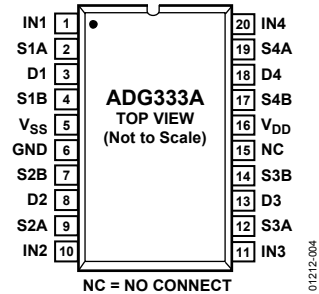 IN1 1
S1A 2
D1 3
S1B 4
VSS 5
GND 6
S2B 7
D2 8
S2A 9
IN2 10
ADG333A
TOP VIEW
(Not to Scale)
20 IN4
19 S4A
18 D4
17 S4B
16 VDD
15 NC
14 S3B
13 D3
12 S3A
11 IN3
NC = NO CONNECT
01212-004